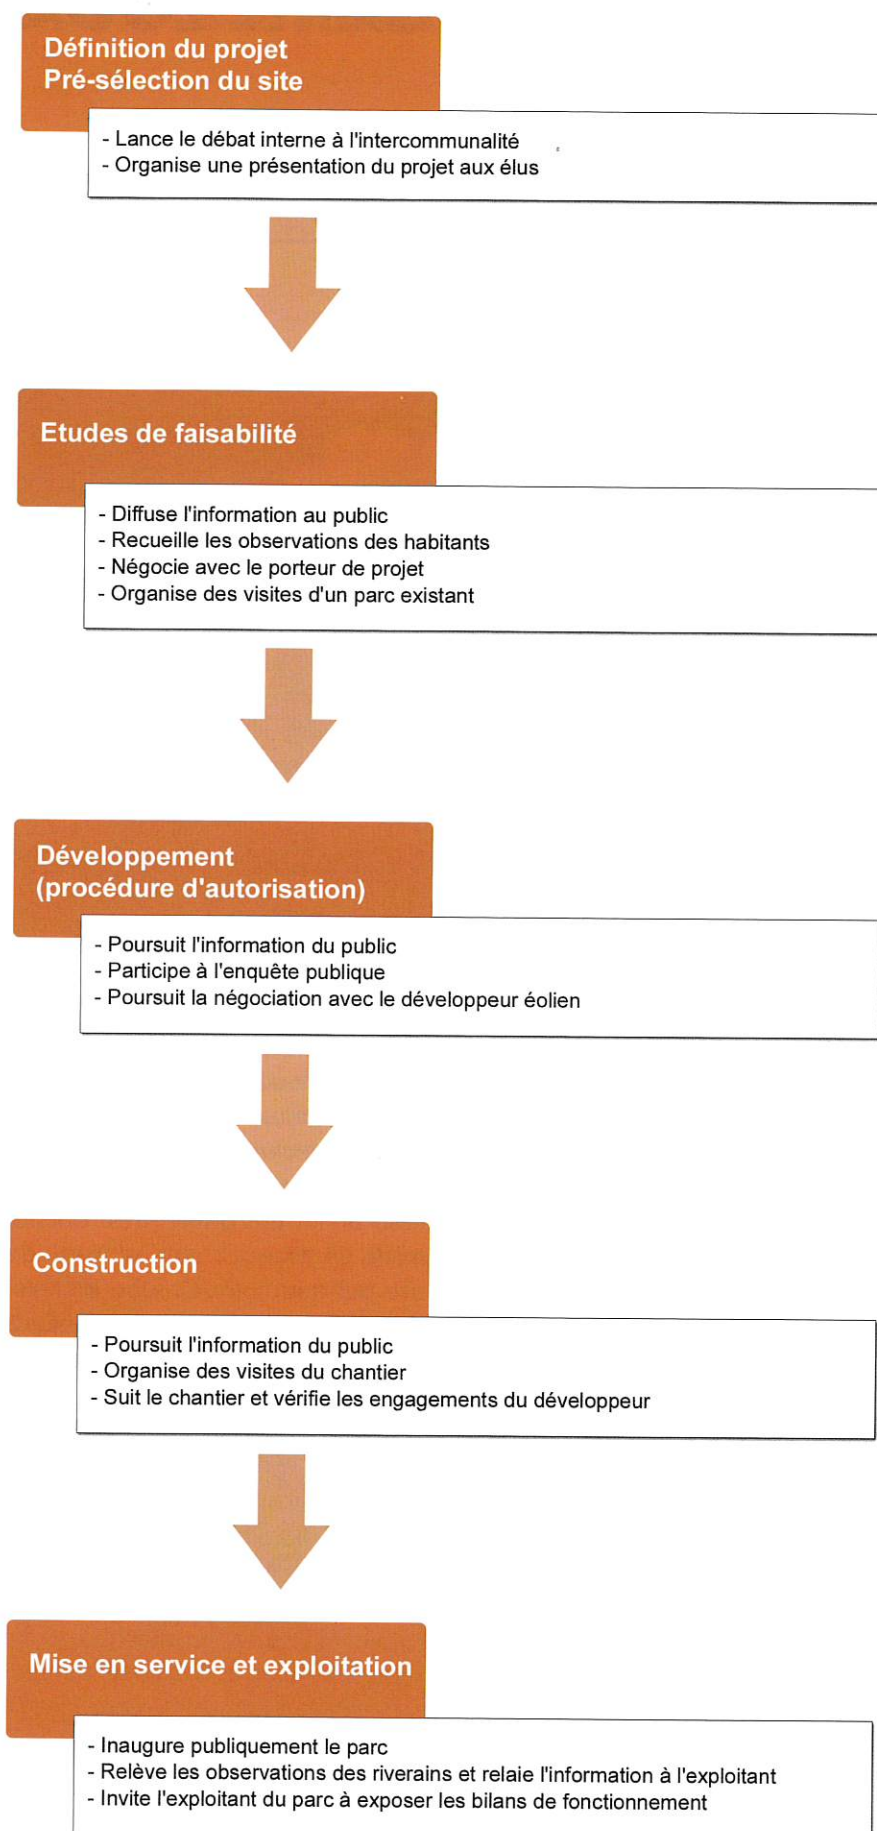 Définition du projet
Pré-sélection du site
- Lance le débat interne à l'intercommunalité
- Organise une présentation du projet aux élus
Etudes de faisabilité
- Diffuse l'information au public
- Recueille les observations des habitants
- Négocie avec le porteur de projet
- Organise des visites d'un parc existant
Développement
(procédure d'autorisation)
- Poursuit l'information du public
- Participe à l'enquête publique
- Poursuit la négociation avec le développeur éolien
Construction
- Poursuit l'information du public
- Organise des visites du chantier
- Suit le chantier et vérifie les engagements du développeur
Mise en service et exploitation
- Inaugure publiquement le parc
- Relève les observations des riverains et relaie l'information à l'exploitant
- Invite l'exploitant du parc à exposer les bilans de fonctionnement